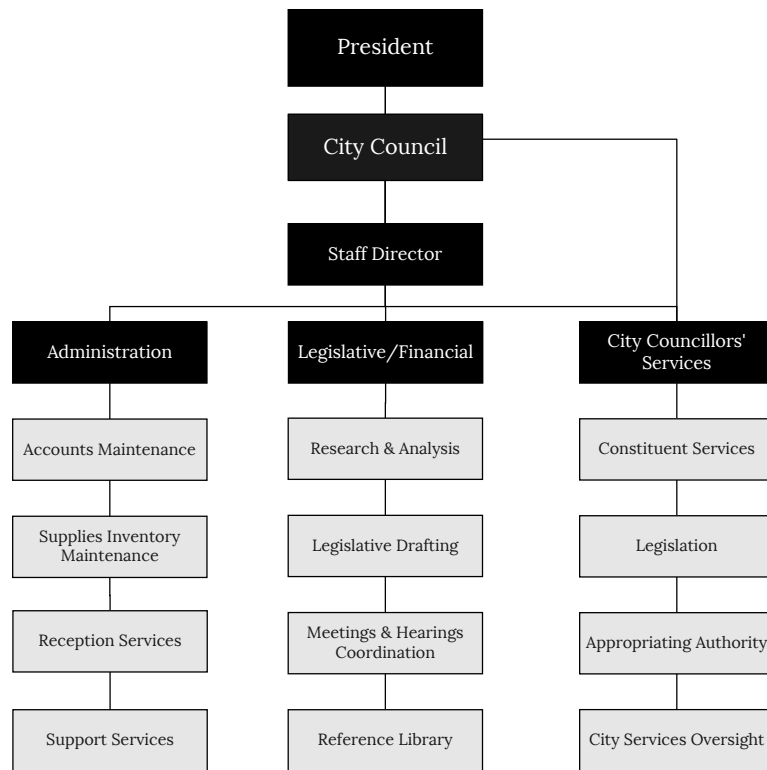 President
City Council
Staff Director
Administration
Legislative/Financial
City Councillors'
Services
Accounts Maintenance
Research & Analysis
Constituent Services
Supplies Inventory
Maintenance
Legislative Drafting
Legislation
Reception Services
Meetings & Hearings
Coordination
Appropriating Authority
Support Services
Reference Library
City Services Oversight